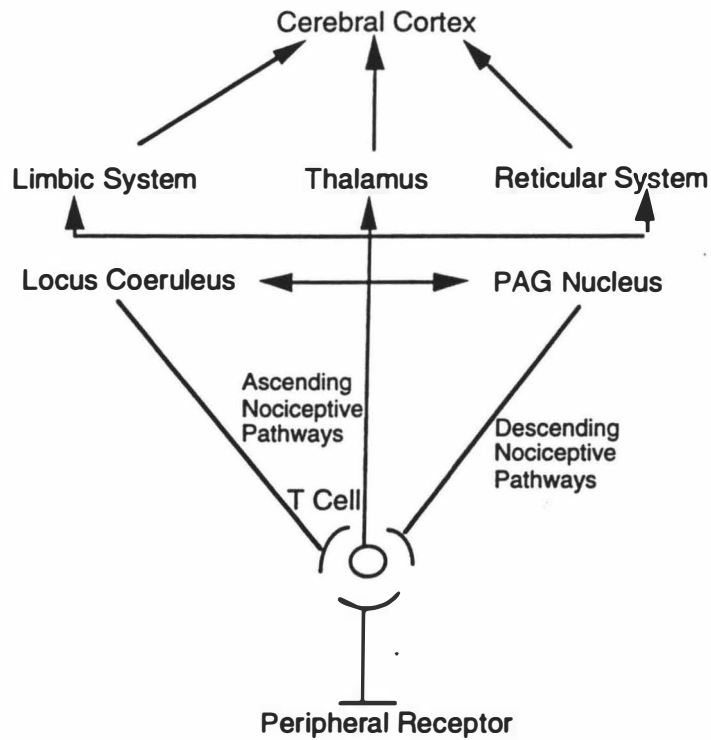 Cerebral Cortex
Limbic System
Thalamus
Reticular System
Locus Coeruleus
PAG Nucleus
Ascending
Nociceptive
Pathways
Descending
Nociceptive
Pathways
T Cell
Peripheral Receptor